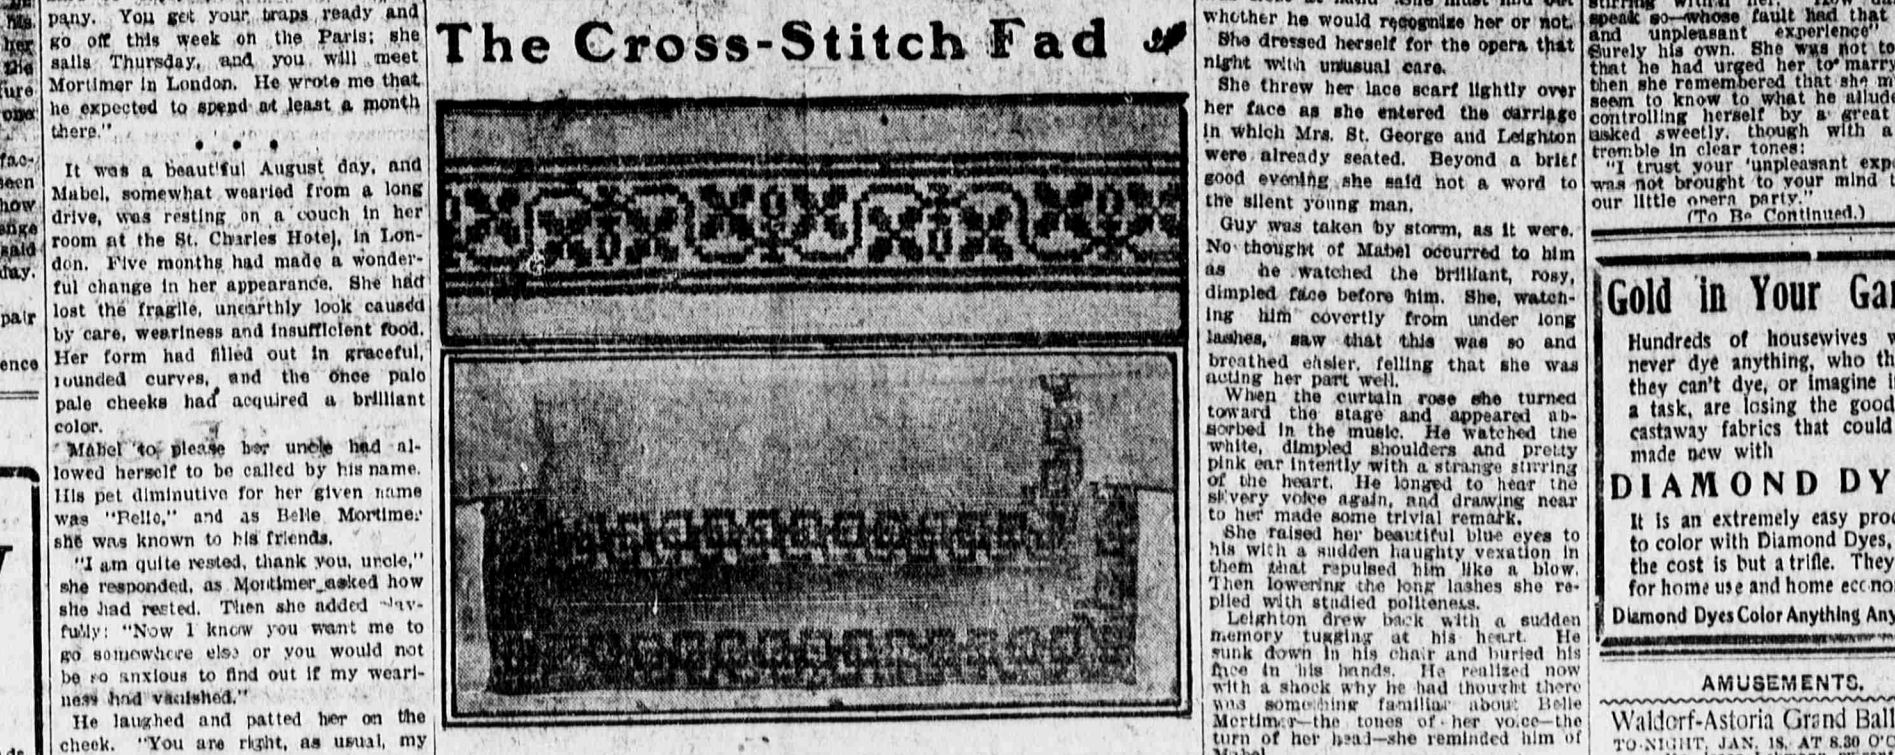 his
her
the
ture
one
fac-
seen
how
ange
said
day.
pair
ence
pany. You get your traps ready and
go off this week on the Paris; she
sails Thursday, and you will meet
Mortimer in London. He wrote me that
he expected to spend at least a month
there."
It was a beautiful August day, and
Mabel, somewhat wearied from a long
drive, was resting on a couch in her
room at the St. Charles Hotel, in Lon-
don. Five months had made a wonder-
ful change in her appearance. She had
lost the fragile, unearthly look caused
by care, weariness and insufficient food.
Her form had filled out in graceful,
rounded curves, and the once pale
pale cheeks had acquired a brilliant
color.
Mabel to please her uncle had al-
lowed herself to be called by his name.
His pet diminutive for her given name
was "Belle," and as Belle Mortimer
she was known to his friends.
"I am quite rested, thank you, uncle,"
she responded, as Mortimer asked how
she had rested. Then she added
fully: "Now I know you want me to
go somewhere else or you would not
be so anxious to find out if my weari-
ness had vanished."
He laughed and patted her on the
cheek. "You are right, as usual, my
The Cross-Stitch Fad
whether he would recognize her or not.
She dressed herself for the opera that
night with unusual care.
She threw her lace scarf lightly over
her face as she entered the carriage
in which Mrs. St. George and Leighton
were already seated. Beyond a brief
good evening she said not a word to
the silent young man.
Guy was taken by storm, as it were.
No thought of Mabel occurred to him
as he watched the brilliant, rosy,
dimpled face before him. She, watch-
ing him covertly from under long
lashes, saw that this was so and
breathed easier, felling that she was
acting her part well.
When the curtain rose she turned
toward the stage and appeared ab-
sorbed in the music. He watched the
white, dimpled shoulders and pretty
pink ear intently with a strange stirring
of the heart. He longed to hear the
silvery voice again, and drawing near
to her made some trivial remark.
She raised her beautiful blue eyes to
his with a sudden haughty vexation in
them that repulsed him like a blow.
Then lowering the long lashes she re-
plied with studied politeness.
Leighton drew back with a sudden
memory tugging at his heart. He
sunk down in his chair and buried his
face in his hands. He realized now
with a shock why he had thought there
was something familiar about Belle
Mortimer—the tones of her voice—the
turn of her head—she reminded him of
Mabel.
speak so—whose fault had that
and unpleasant experience"
Surely his own. She was not to
that he had urged her to marry
then she remembered that she m
seem to know to what he allude
controlling herself by a great
asked sweetly, though with a
tremble in clear tones:
"I trust your 'unpleasant exp
was not brought to your mind t
our little opera party."
(To Be Continued.)
Gold in Your Gar
Hundreds of housewives w
never dye anything, who th
they can't dye, or imagine i
a task, are losing the good
castaway fabrics that could
made new with
DIAMOND DY
It is an extremely easy proc
to color with Diamond Dyes,
the cost is but a trifle. They
for home use and home econo
Diamond Dyes Color Anything Any
AMUSEMENTS.
Waldorf-Astoria Grand Ball
TO-NIGHT, JAN. 18, AT 8.30 O'C